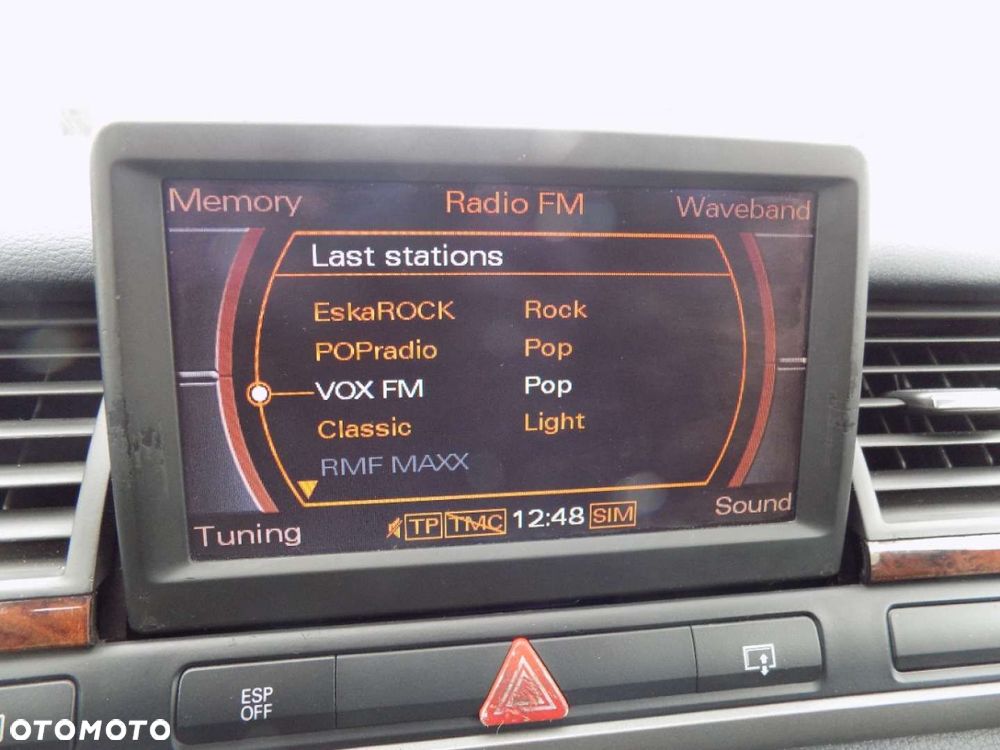 Memory Radio FM Waveband
Last stations
EskaROCK Rock
POPradio Pop
VOX FM Pop
Classic Light
RMF MAXX
Tuning TP TMC 12:48 SIM Sound
ESP
OFF
OTOMOTO